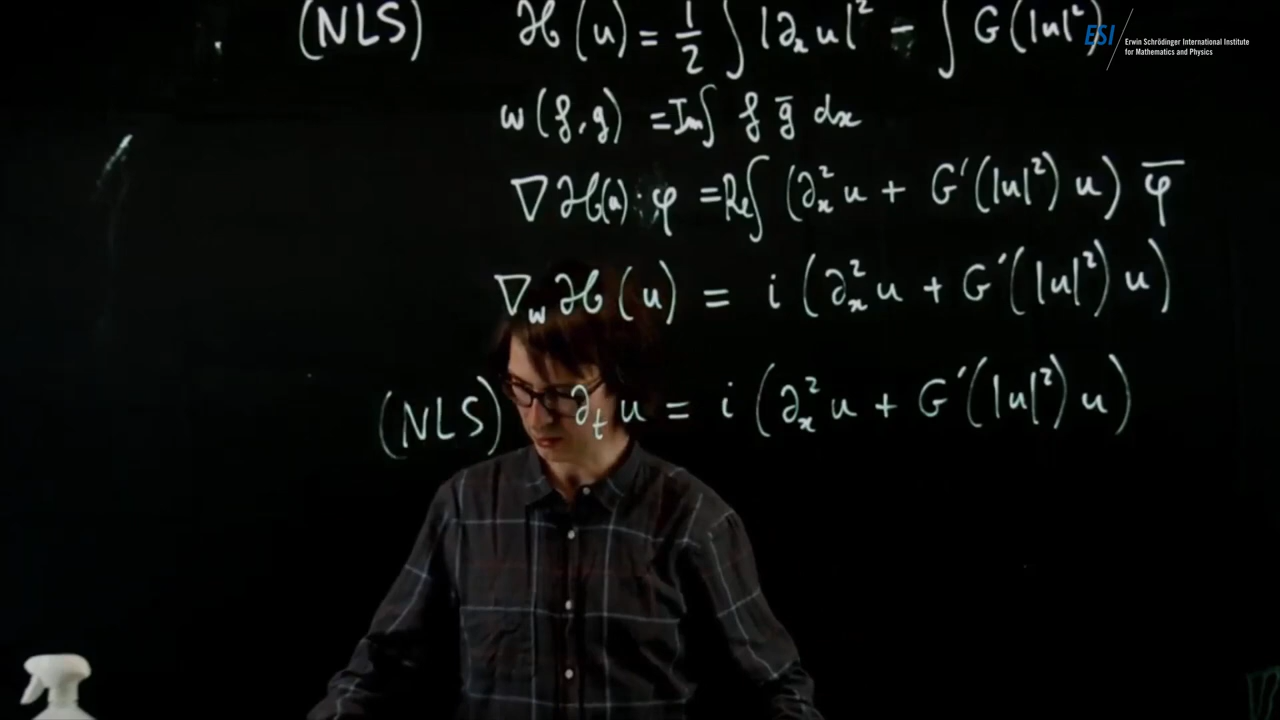 (NLS) ℋ(u) = 1/2 ∫ |∂ₓu|² - ∫ G(|u|²)
ESI Erwin Schrödinger International Institute
for Mathematics and Physics
ω(f, g) = Im ∫ f g̅ dx
∇ℋ(u)·φ = Re ∫ (∂ₓ²u + G'(|u|²) u) φ̅
∇_ω ℋ(u) = i (∂ₓ²u + G'(|u|²) u)
(NLS) ∂ₜu = i (∂ₓ²u + G'(|u|²) u)